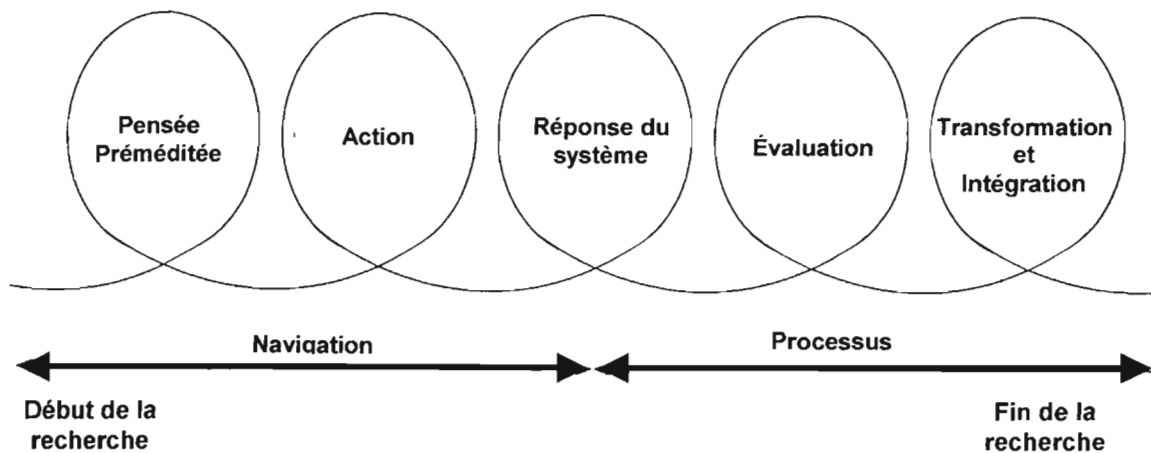 Pensée
Préméditée
Action
Réponse du
système
Évaluation
Transformation
et
Intégration
Navigation
Processus
Début de la
recherche
Fin de la
recherche